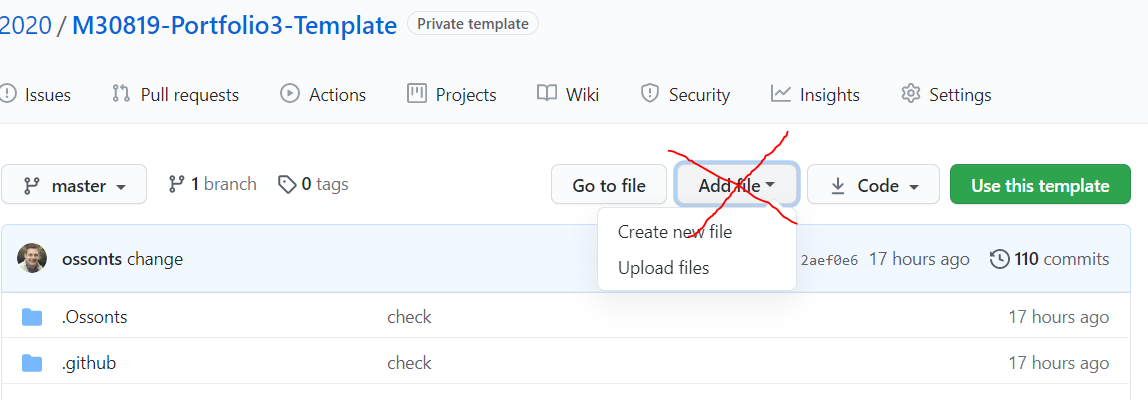 2020 / M30819-Portfolio3-Template Private template
Issues Pull requests Actions Projects Wiki Security Insights Settings
master 1 branch 0 tags Go to file Add file Code Use this template
Create new file
Upload files
ossonts change 2aef0e6 17 hours ago 110 commits
.Ossonts check 17 hours ago
.github check 17 hours ago